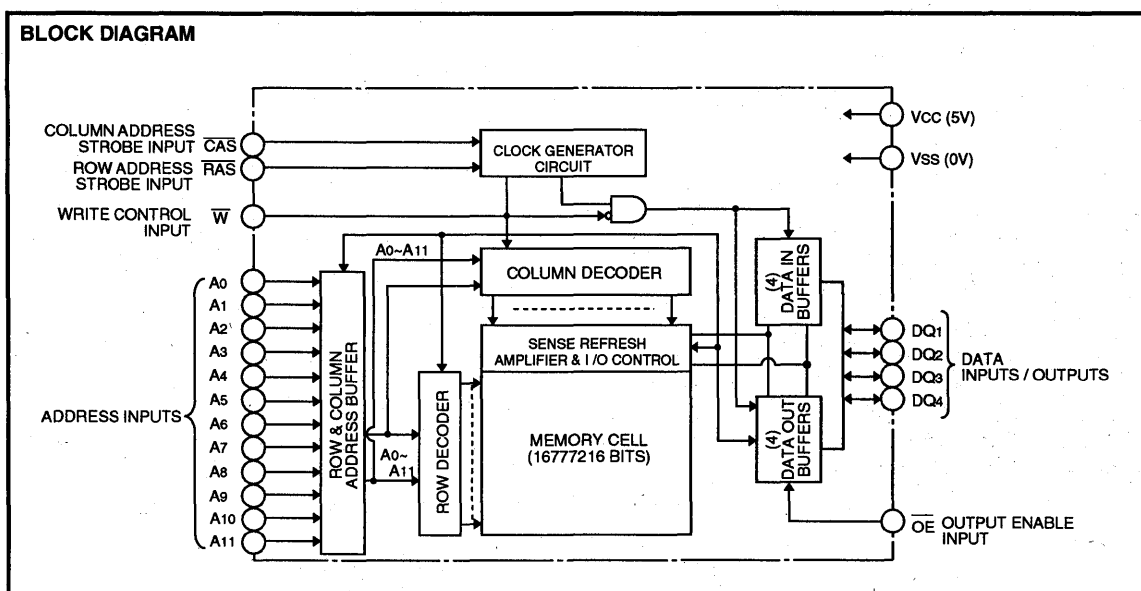 BLOCK DIAGRAM
COLUMN ADDRESS
STROBE INPUT CAS
ROW ADDRESS
STROBE INPUT RAS
WRITE CONTROL
INPUT
W
CLOCK GENERATOR
CIRCUIT
VCC (5V)
VSS (0V)
A0~A11
COLUMN DECODER
SENSE REFRESH
AMPLIFIER & I /O CONTROL
MEMORY CELL
(16777216 BITS)
ADDRESS INPUTS
A0
A1
A2
A3
A4
A5
A6
A7
A8
A9
A10
A11
ROW & COLUMN
ADDRESS BUFFER
A0~
A11
ROW DECODER
(4)
DATA IN
BUFFERS
(4)
DATA OUT
BUFFERS
DQ1
DQ2
DQ3
DQ4
DATA
INPUTS / OUTPUTS
OE OUTPUT ENABLE
INPUT